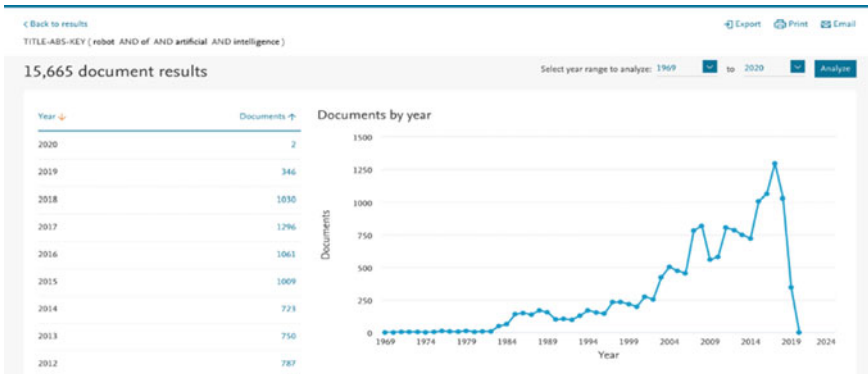 < Back to results
Export Print Email
TITLE-ABS-KEY ( robot AND of AND artificial AND intelligence )
15,665 document results
Select year range to analyze: 1969 to 2020 Analyze
Year Documents
2020 2
2019 346
2018 1030
2017 1296
2016 1061
2015 1009
2014 723
2013 750
2012 787
Documents by year
1500
1250
1000
750
500
250
0
Documents
1969 1974 1979 1984 1989 1994 1999 2004 2009 2014 2019 2024
Year